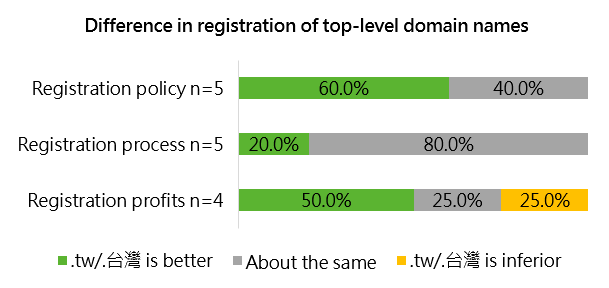 Difference in registration of top-level domain names
Registration policy n=5 60.0% 40.0%
Registration process n=5 20.0% 80.0%
Registration profits n=4 50.0% 25.0% 25.0%
.tw/.台灣 is better About the same .tw/.台灣 is inferior